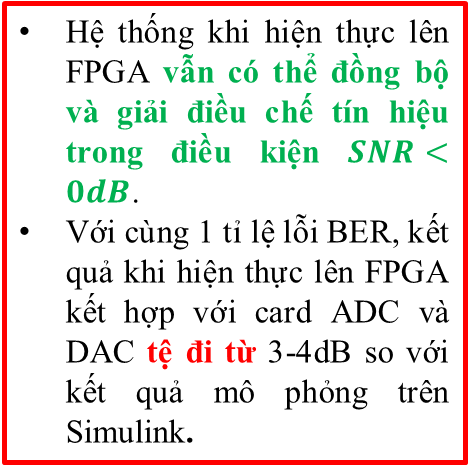 • Hệ thống khi hiện thực lên
FPGA vẫn có thể đồng bộ
và giải điều chế tín hiệu
trong điều kiện SNR <
0dB.
• Với cùng 1 tỉ lệ lỗi BER, kết
quả khi hiện thực lên FPGA
kết hợp với card ADC và
DAC tệ đi từ 3-4dB so với
kết quả mô phỏng trên
Simulink.